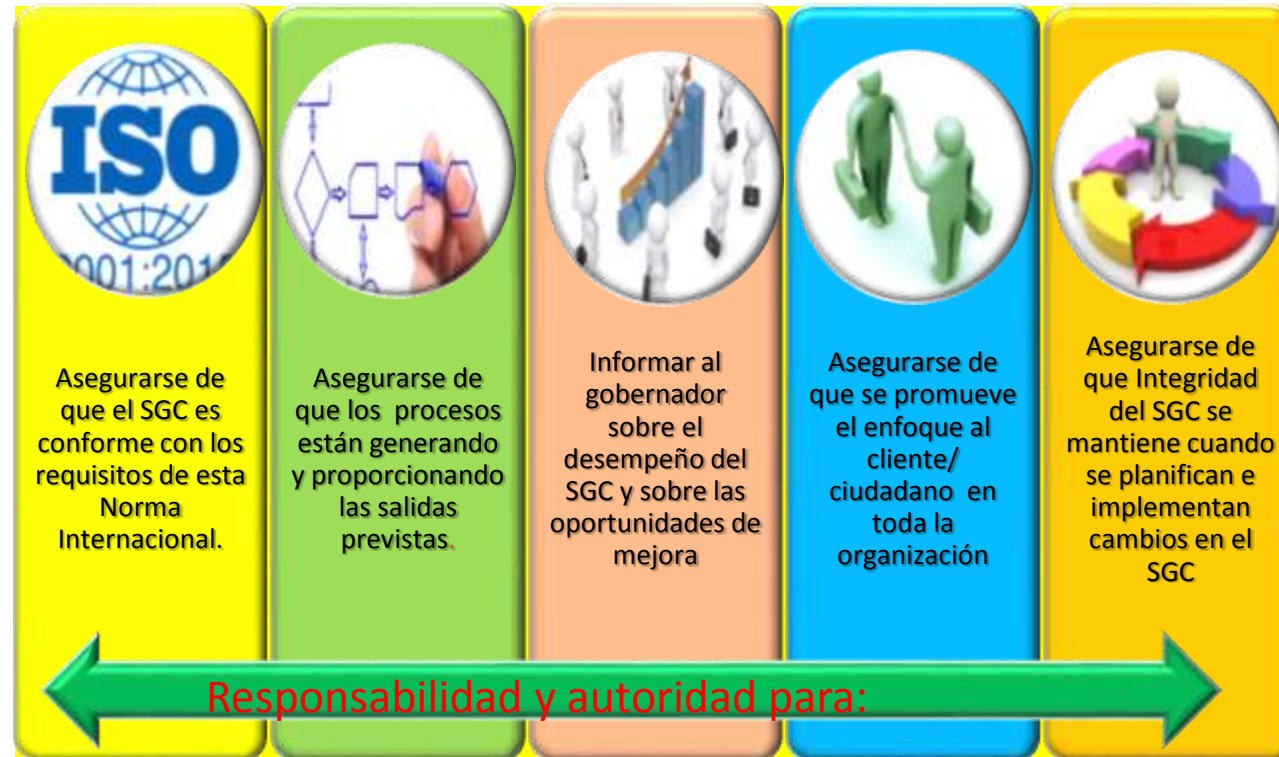 ISO
9001:2015
Asegurarse de
que el SGC es
conforme con los
requisitos de esta
Norma
Internacional.
Asegurarse de
que los procesos
están generando
y proporcionando
las salidas
previstas.
Informar al
gobernador
sobre el
desempeño del
SGC y sobre las
oportunidades de
mejora
Asegurarse de
que se promueve
el enfoque al
cliente/
ciudadano en
toda la
organización
Asegurarse de
que Integridad
del SGC se
mantiene cuando
se planifican e
implementan
cambios en el
SGC
Responsabilidad y autoridad para: